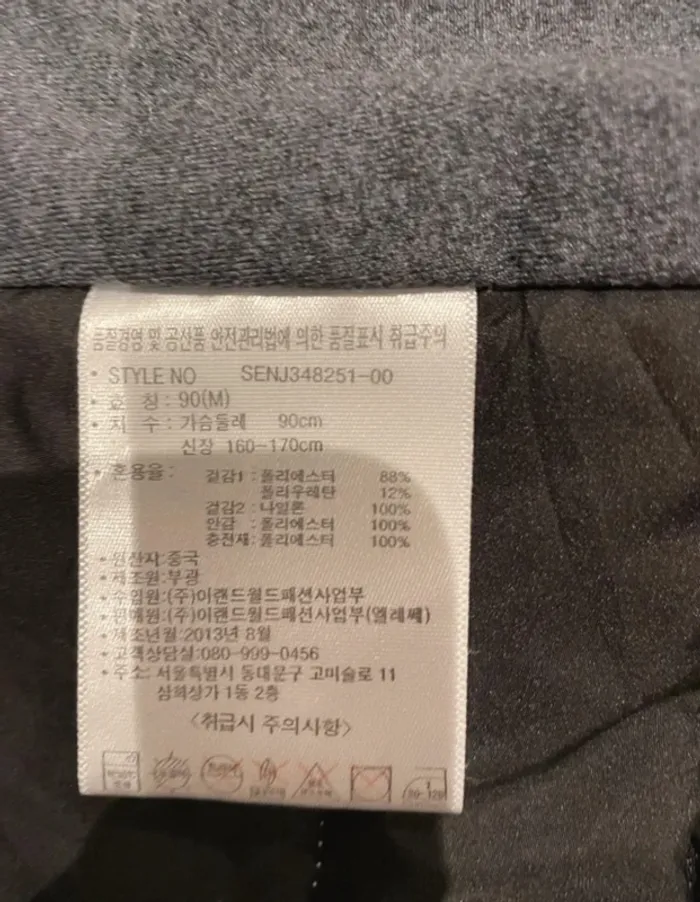 품질경영 및 공산품 안전관리법에 의한 품질표시 취급주의
• STYLE NO SENJ348251-00
• 호 칭 : 90(M)
• 치 수 : 가슴둘레 90cm
신장 160-170cm
• 혼용율 : 겉감1 : 폴리에스터 88%
폴리우레탄 12%
겉감2 : 나일론 100%
안감 : 폴리에스터 100%
충전재: 폴리에스터 100%
• 원산지:중국
• 제조원:부광
• 수입원:(주)이랜드월드패션사업부
• 판매원:(주)이랜드월드패션사업부(엘레쎄)
• 제조년월:2013년 8월
• 고객상담실:080-999-0456
• 주소: 서울특별시 동대문구 고미술로 11
삼희상가 1동 2층
<취급시 주의사항>